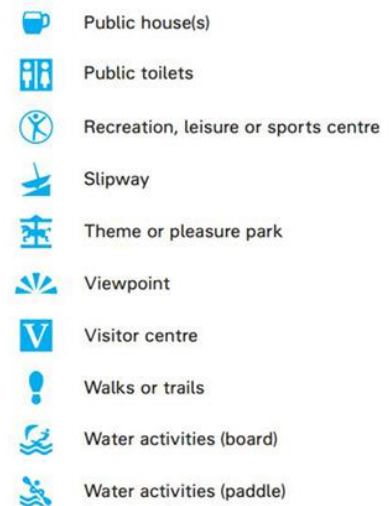 Public house(s)
Public toilets
Recreation, leisure or sports centre
Slipway
Theme or pleasure park
Viewpoint
V Visitor centre
Walks or trails
Water activities (board)
Water activities (paddle)